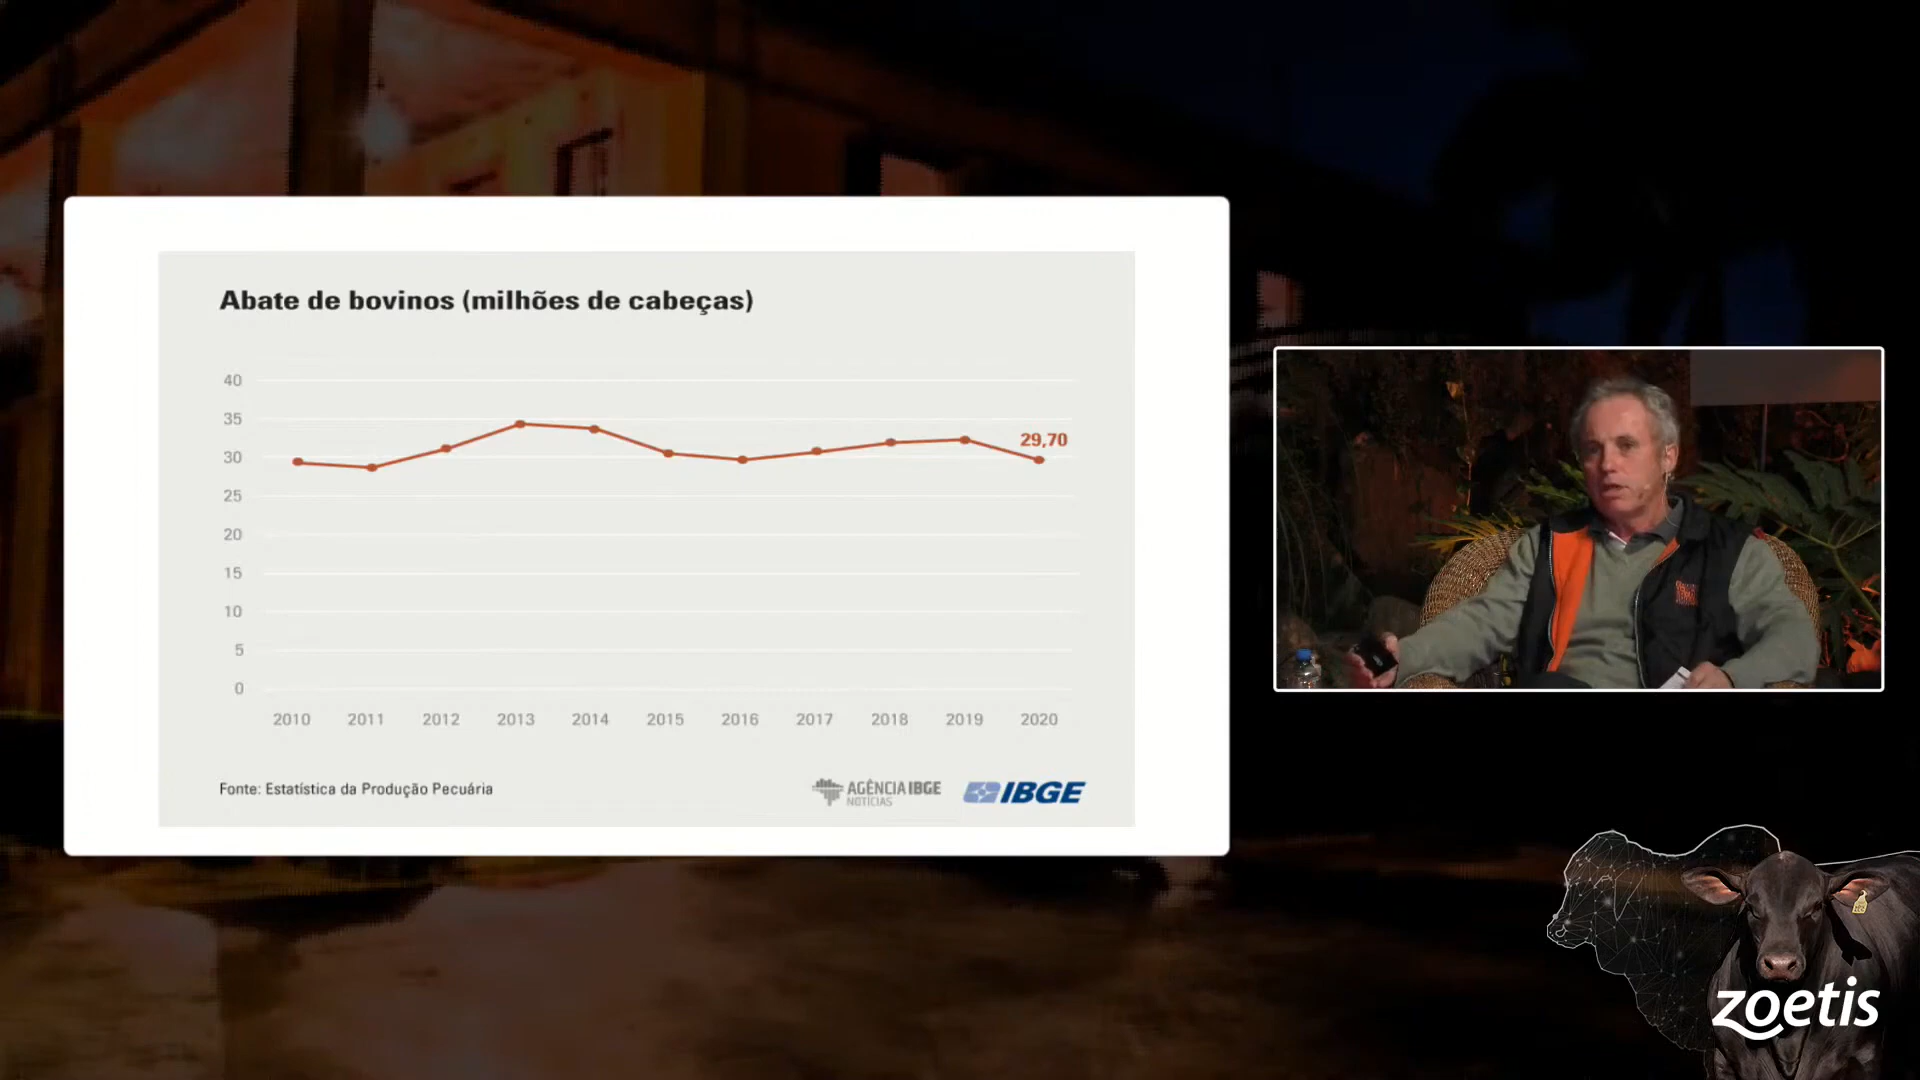 Abate de bovinos (milhões de cabeças)
40
35
30
25
20
15
10
5
0
29,70
2010 2011 2012 2013 2014 2015 2016 2017 2018 2019 2020
Fonte: Estatística da Produção Pecuária
AGÊNCIA IBGE
NOTÍCIAS
IBGE
zoetis